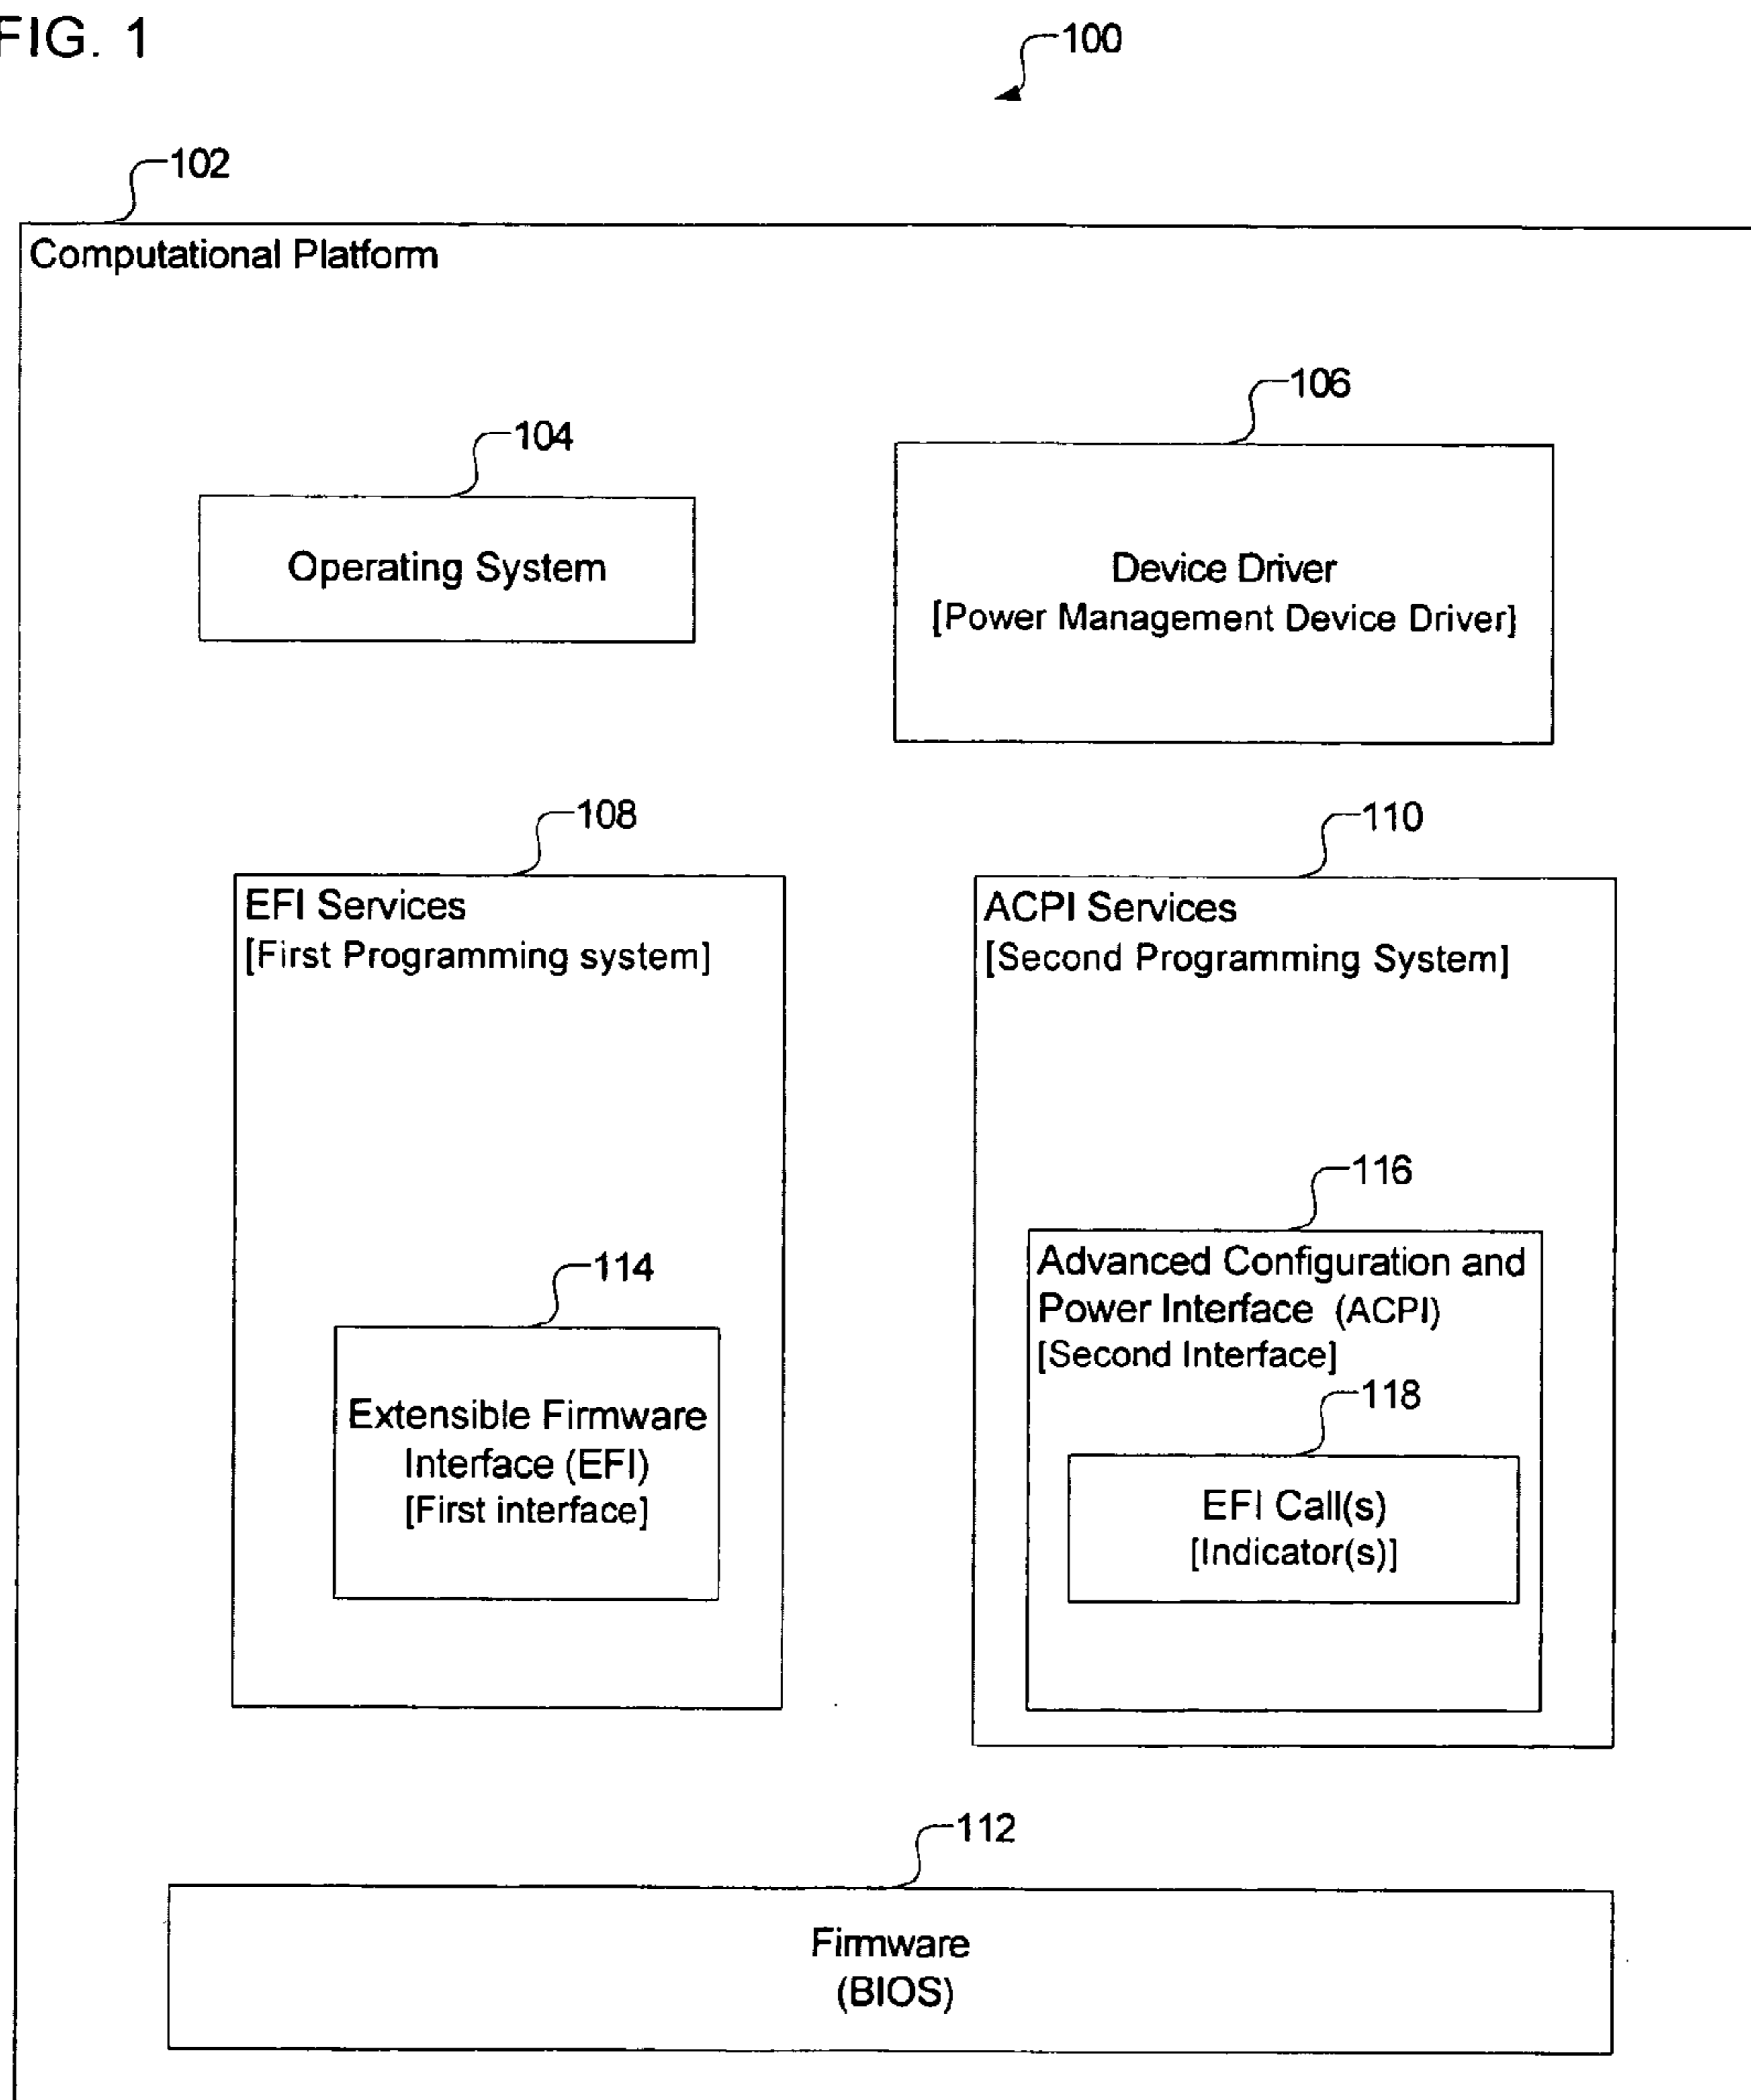 FIG. 1
100
102
Computational Platform
106
104
Operating System
Device Driver
[Power Management Device Driver]
108
110
EFI Services
[First Programming system]
ACPI Services
[Second Programming System]
116
114
Advanced Configuration and
Power Interface (ACPI)
[Second Interface]
118
Extensible Firmware
Interface (EFI)
[First interface]
EFI Call(s)
[Indicator(s)]
112
Firmware
(BIOS)